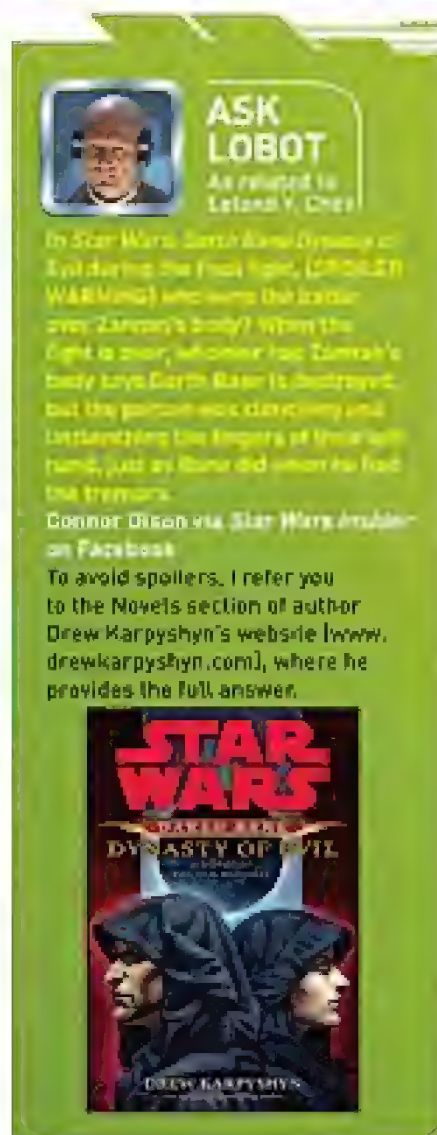 ASK
LOBOT
As related to
Leland Y. Chee
In Star Wars: Darth Bane Dynasty of
Evil during the final fight, [SPOILER
WARNING] who wins the battle
over Zannah's body? When the
fight is over, whoever has Zannah's
body says Darth Bane is destroyed,
but the person was clenching and
unclenching the fingers of their left
hand, just as Bane did when he had
the tremors.
Connor Olson via Star Wars Insider
on Facebook
To avoid spoilers, I refer you
to the Novels section of author
Drew Karpyshyn's website [www.
drewkarpyshyn.com], where he
provides the full answer.
STAR
WARS
DYNASTY OF EVIL
DREW KARPYSHYN